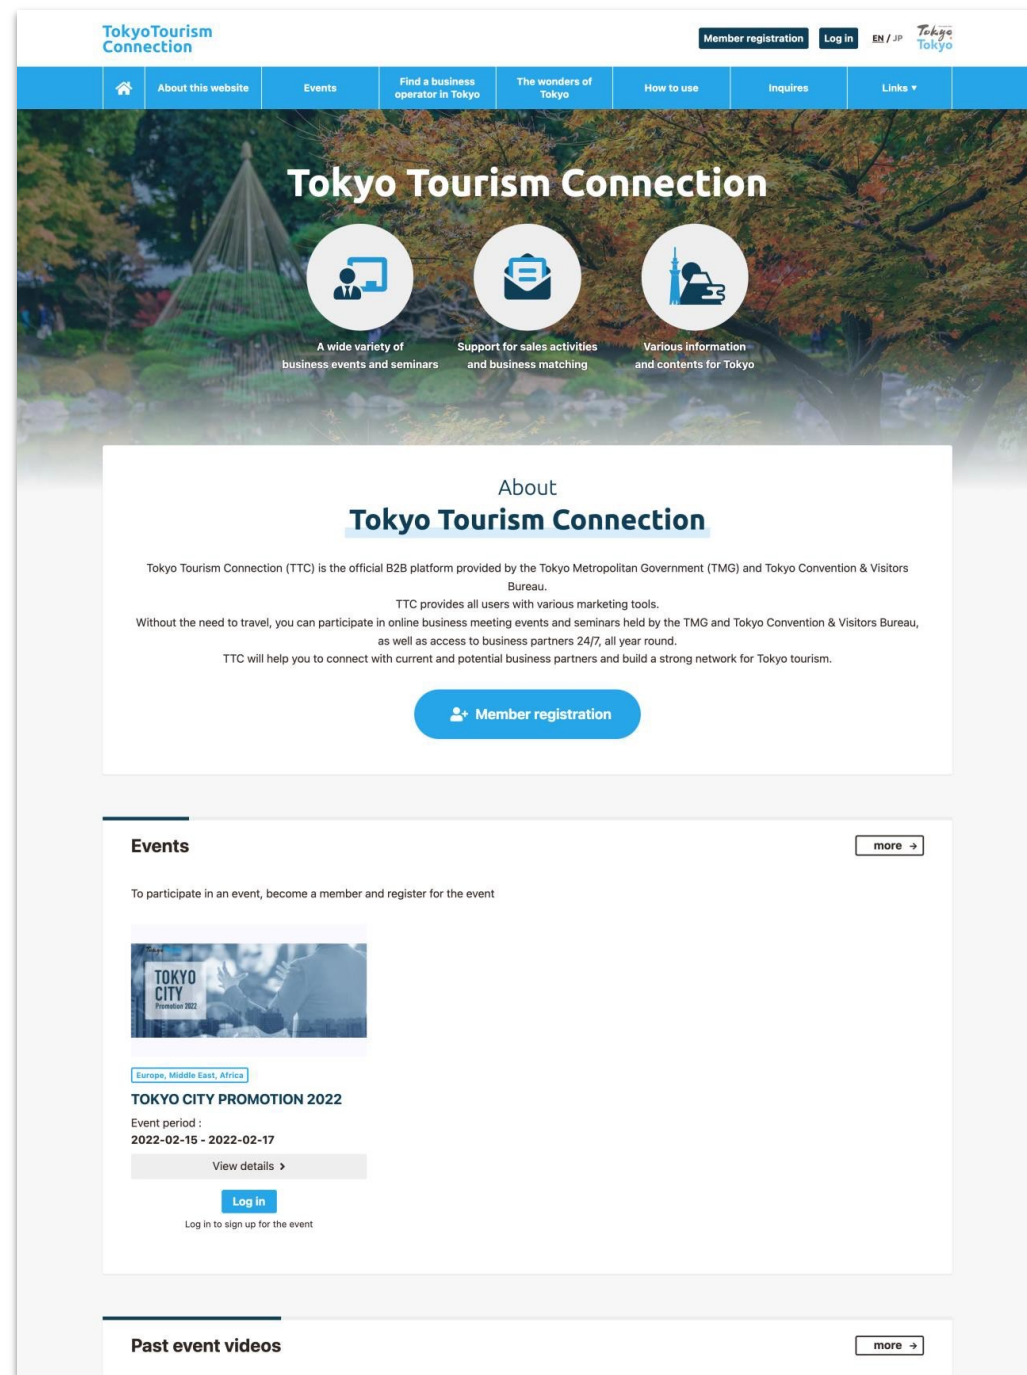 TokyoTourism
Connection
Member registration
Log in
EN / JP
Tokyo
Tokyo
About this website
Events
Find a business
operator in Tokyo
The wonders of
Tokyo
How to use
Inquires
Links ▼
Tokyo Tourism Connection
A wide variety of
business events and seminars
Support for sales activities
and business matching
Various information
and contents for Tokyo
About
Tokyo Tourism Connection
Tokyo Tourism Connection (TTC) is the official B2B platform provided by the Tokyo Metropolitan Government (TMG) and Tokyo Convention & Visitors
Bureau.
TTC provides all users with various marketing tools.
Without the need to travel, you can participate in online business meeting events and seminars held by the TMG and Tokyo Convention & Visitors Bureau,
as well as access to business partners 24/7, all year round.
TTC will help you to connect with current and potential business partners and build a strong network for Tokyo tourism.
Member registration
Events
more →
To participate in an event, become a member and register for the event
TOKYO
CITY
Promotion 2022
Europe, Middle East, Africa
TOKYO CITY PROMOTION 2022
Event period :
2022-02-15 - 2022-02-17
View details >
Log in
Log in to sign up for the event
Past event videos
more →